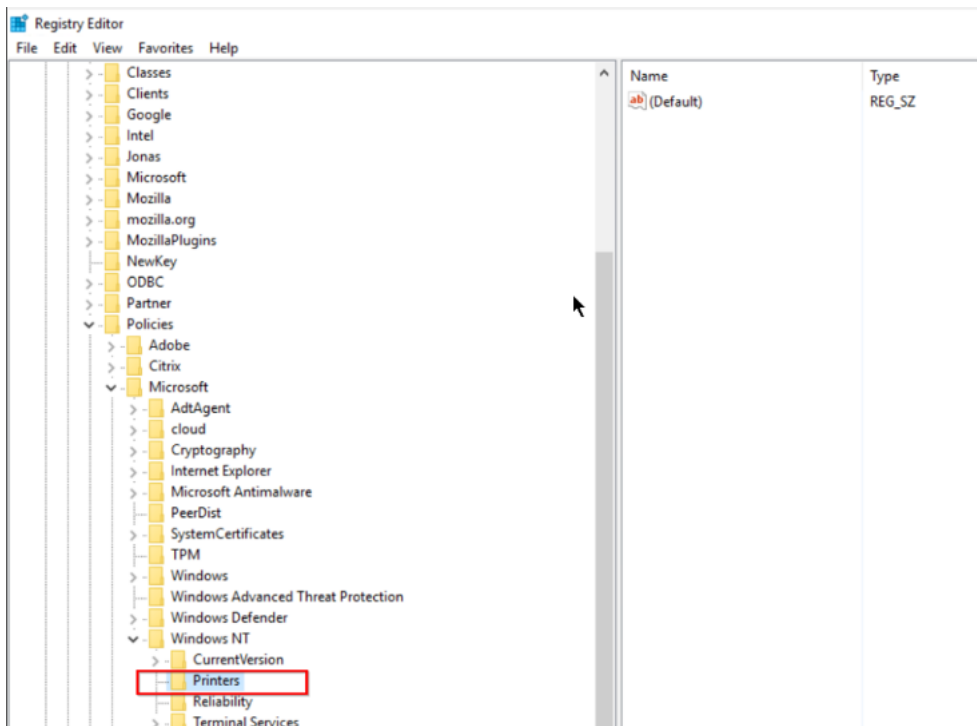 Registry Editor
File Edit View Favorites Help
Classes
Clients
Google
Intel
Jonas
Microsoft
Mozilla
mozilla.org
MozillaPlugins
NewKey
ODBC
Partner
Policies
Adobe
Citrix
Microsoft
AdtAgent
cloud
Cryptography
Internet Explorer
Microsoft Antimalware
PeerDist
SystemCertificates
TPM
Windows
Windows Advanced Threat Protection
Windows Defender
Windows NT
CurrentVersion
Printers
Reliability
Terminal Services
Name Type
ab (Default) REG_SZ